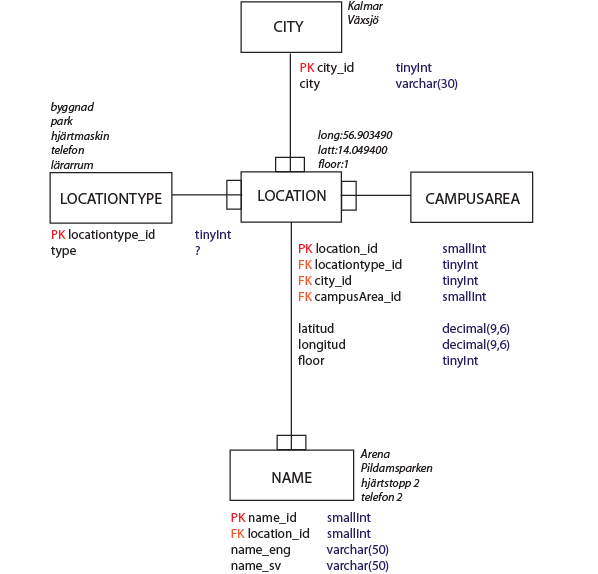 Kalmar
Växsjö
CITY
PK city_id tinyInt
city varchar(30)
byggnad
park
hjärtmaskin
telefon
lärarrum
long:56.903490
latt:14.049400
floor:1
LOCATIONTYPE
LOCATION
CAMPUSAREA
PK locationtype_id tinyInt
type ?
PK location_id smallInt
FK locationtype_id tinyInt
FK city_id tinyInt
FK campusArea_id smallInt
latitud decimal(9,6)
longitud decimal(9,6)
floor tinyInt
NAME
Arena
Pildamsparken
hjärtstopp 2
telefon 2
PK name_id smallInt
FK location_id smallInt
name_eng varchar(50)
name_sv varchar(50)